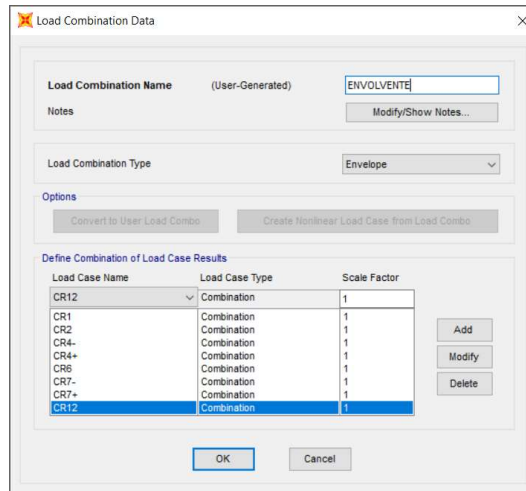 Load Combination Data
Load Combination Name (User-Generated) ENVOLVENTE
Notes Modify/Show Notes...
Load Combination Type Envelope
Options
Convert to User Load Combo Create Nonlinear Load Case from Load Combo
Define Combination of Load Case Results
Load Case Name Load Case Type Scale Factor
CR12 Combination 1
CR1 Combination 1
CR2 Combination 1
CR4- Combination 1
CR4+ Combination 1
CR6 Combination 1
CR7- Combination 1
CR7+ Combination 1
CR12 Combination 1
Add
Modify
Delete
OK Cancel